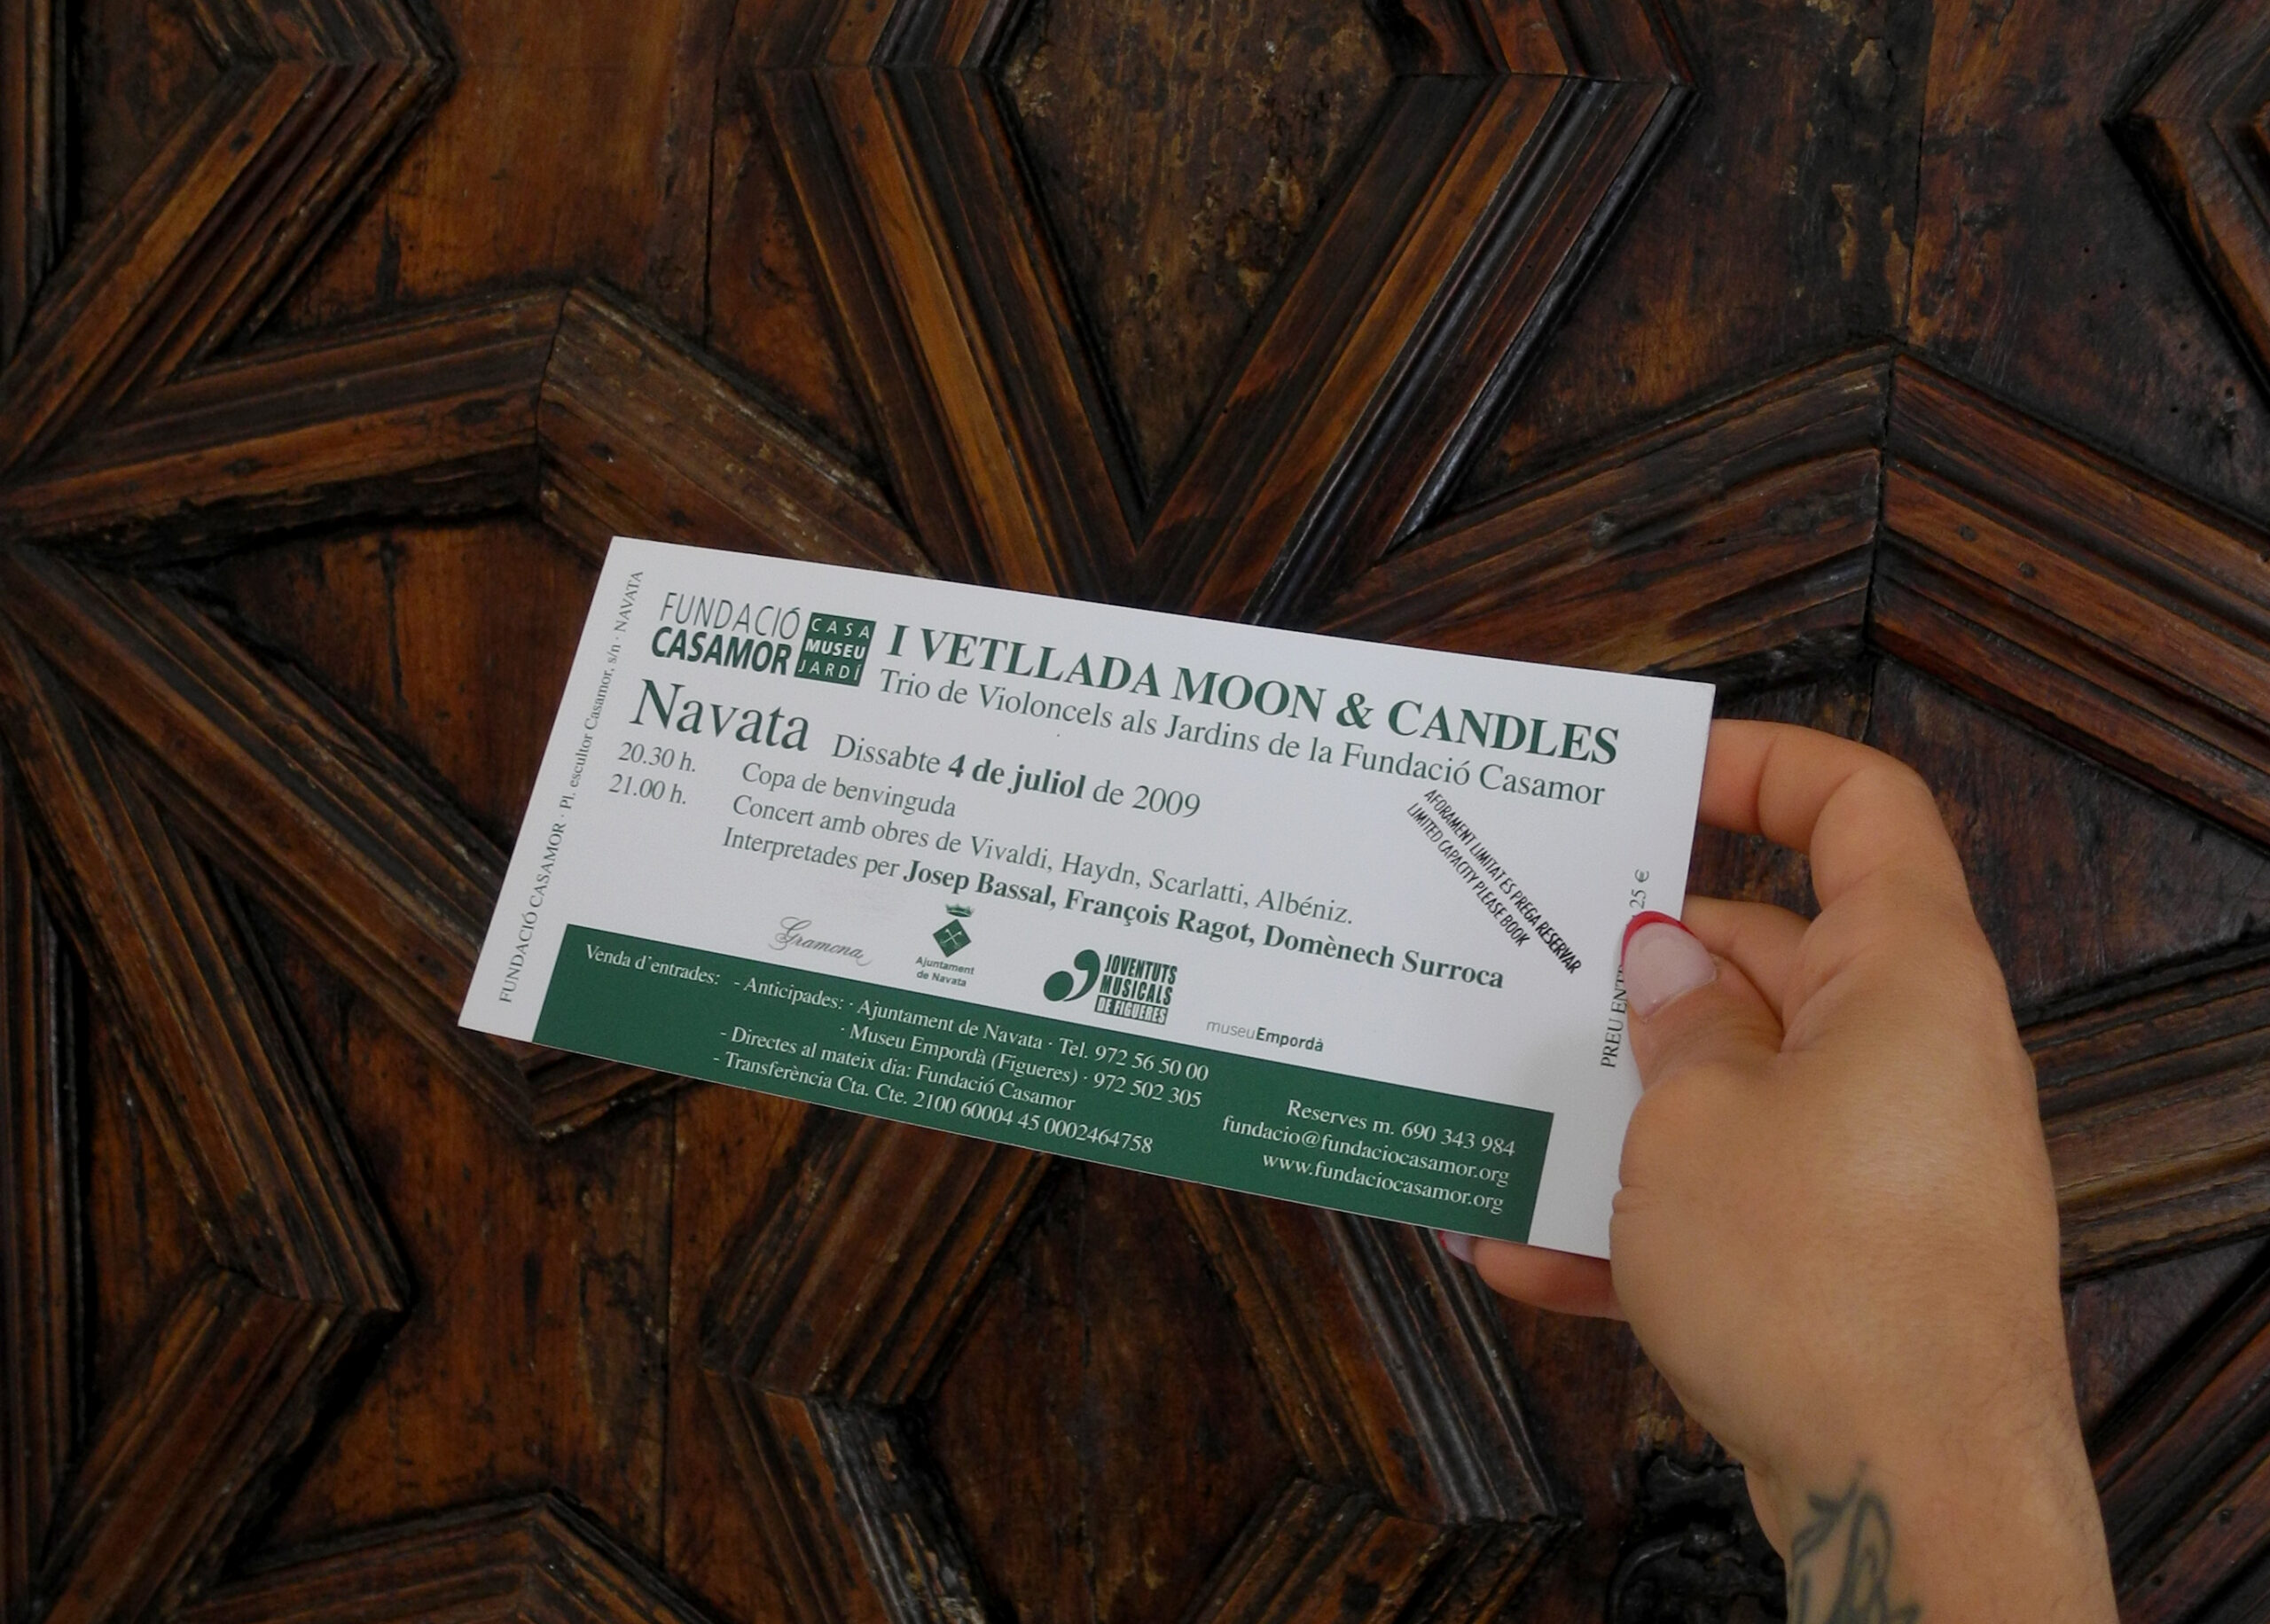 FUNDACIÓ CASAMOR · Pl. escultor Casamor, s/n · NAVATA
FUNDACIÓ
CASAMOR
CASA
MUSEU
JARDÍ
I VETLLADA MOON & CANDLES
Trio de Violoncels als Jardins de la Fundació Casamor
Navata Dissabte 4 de juliol de 2009
20.30 h. Copa de benvinguda
21.00 h. Concert amb obres de Vivaldi, Haydn, Scarlatti, Albéniz.
Interpretades per Josep Bassal, François Ragot, Domènech Surroca
AFORAMENT LIMITAT ES PREGA RESERVAR
LIMITED CAPACITY PLEASE BOOK
Gramona
Ajuntament
de Navata
JOVENTUTS
MUSICALS
DE FIGUERES
museuEmpordà
Venda d'entrades: - Anticipades: · Ajuntament de Navata · Tel. 972 56 50 00
· Museu Empordà (Figueres) · 972 502 305
- Directes al mateix dia: Fundació Casamor
- Transferència Cta. Cte. 2100 60004 45 0002464758
Reserves m. 690 343 984
fundacio@fundaciocasamor.org
www.fundaciocasamor.org
PREU 25 €